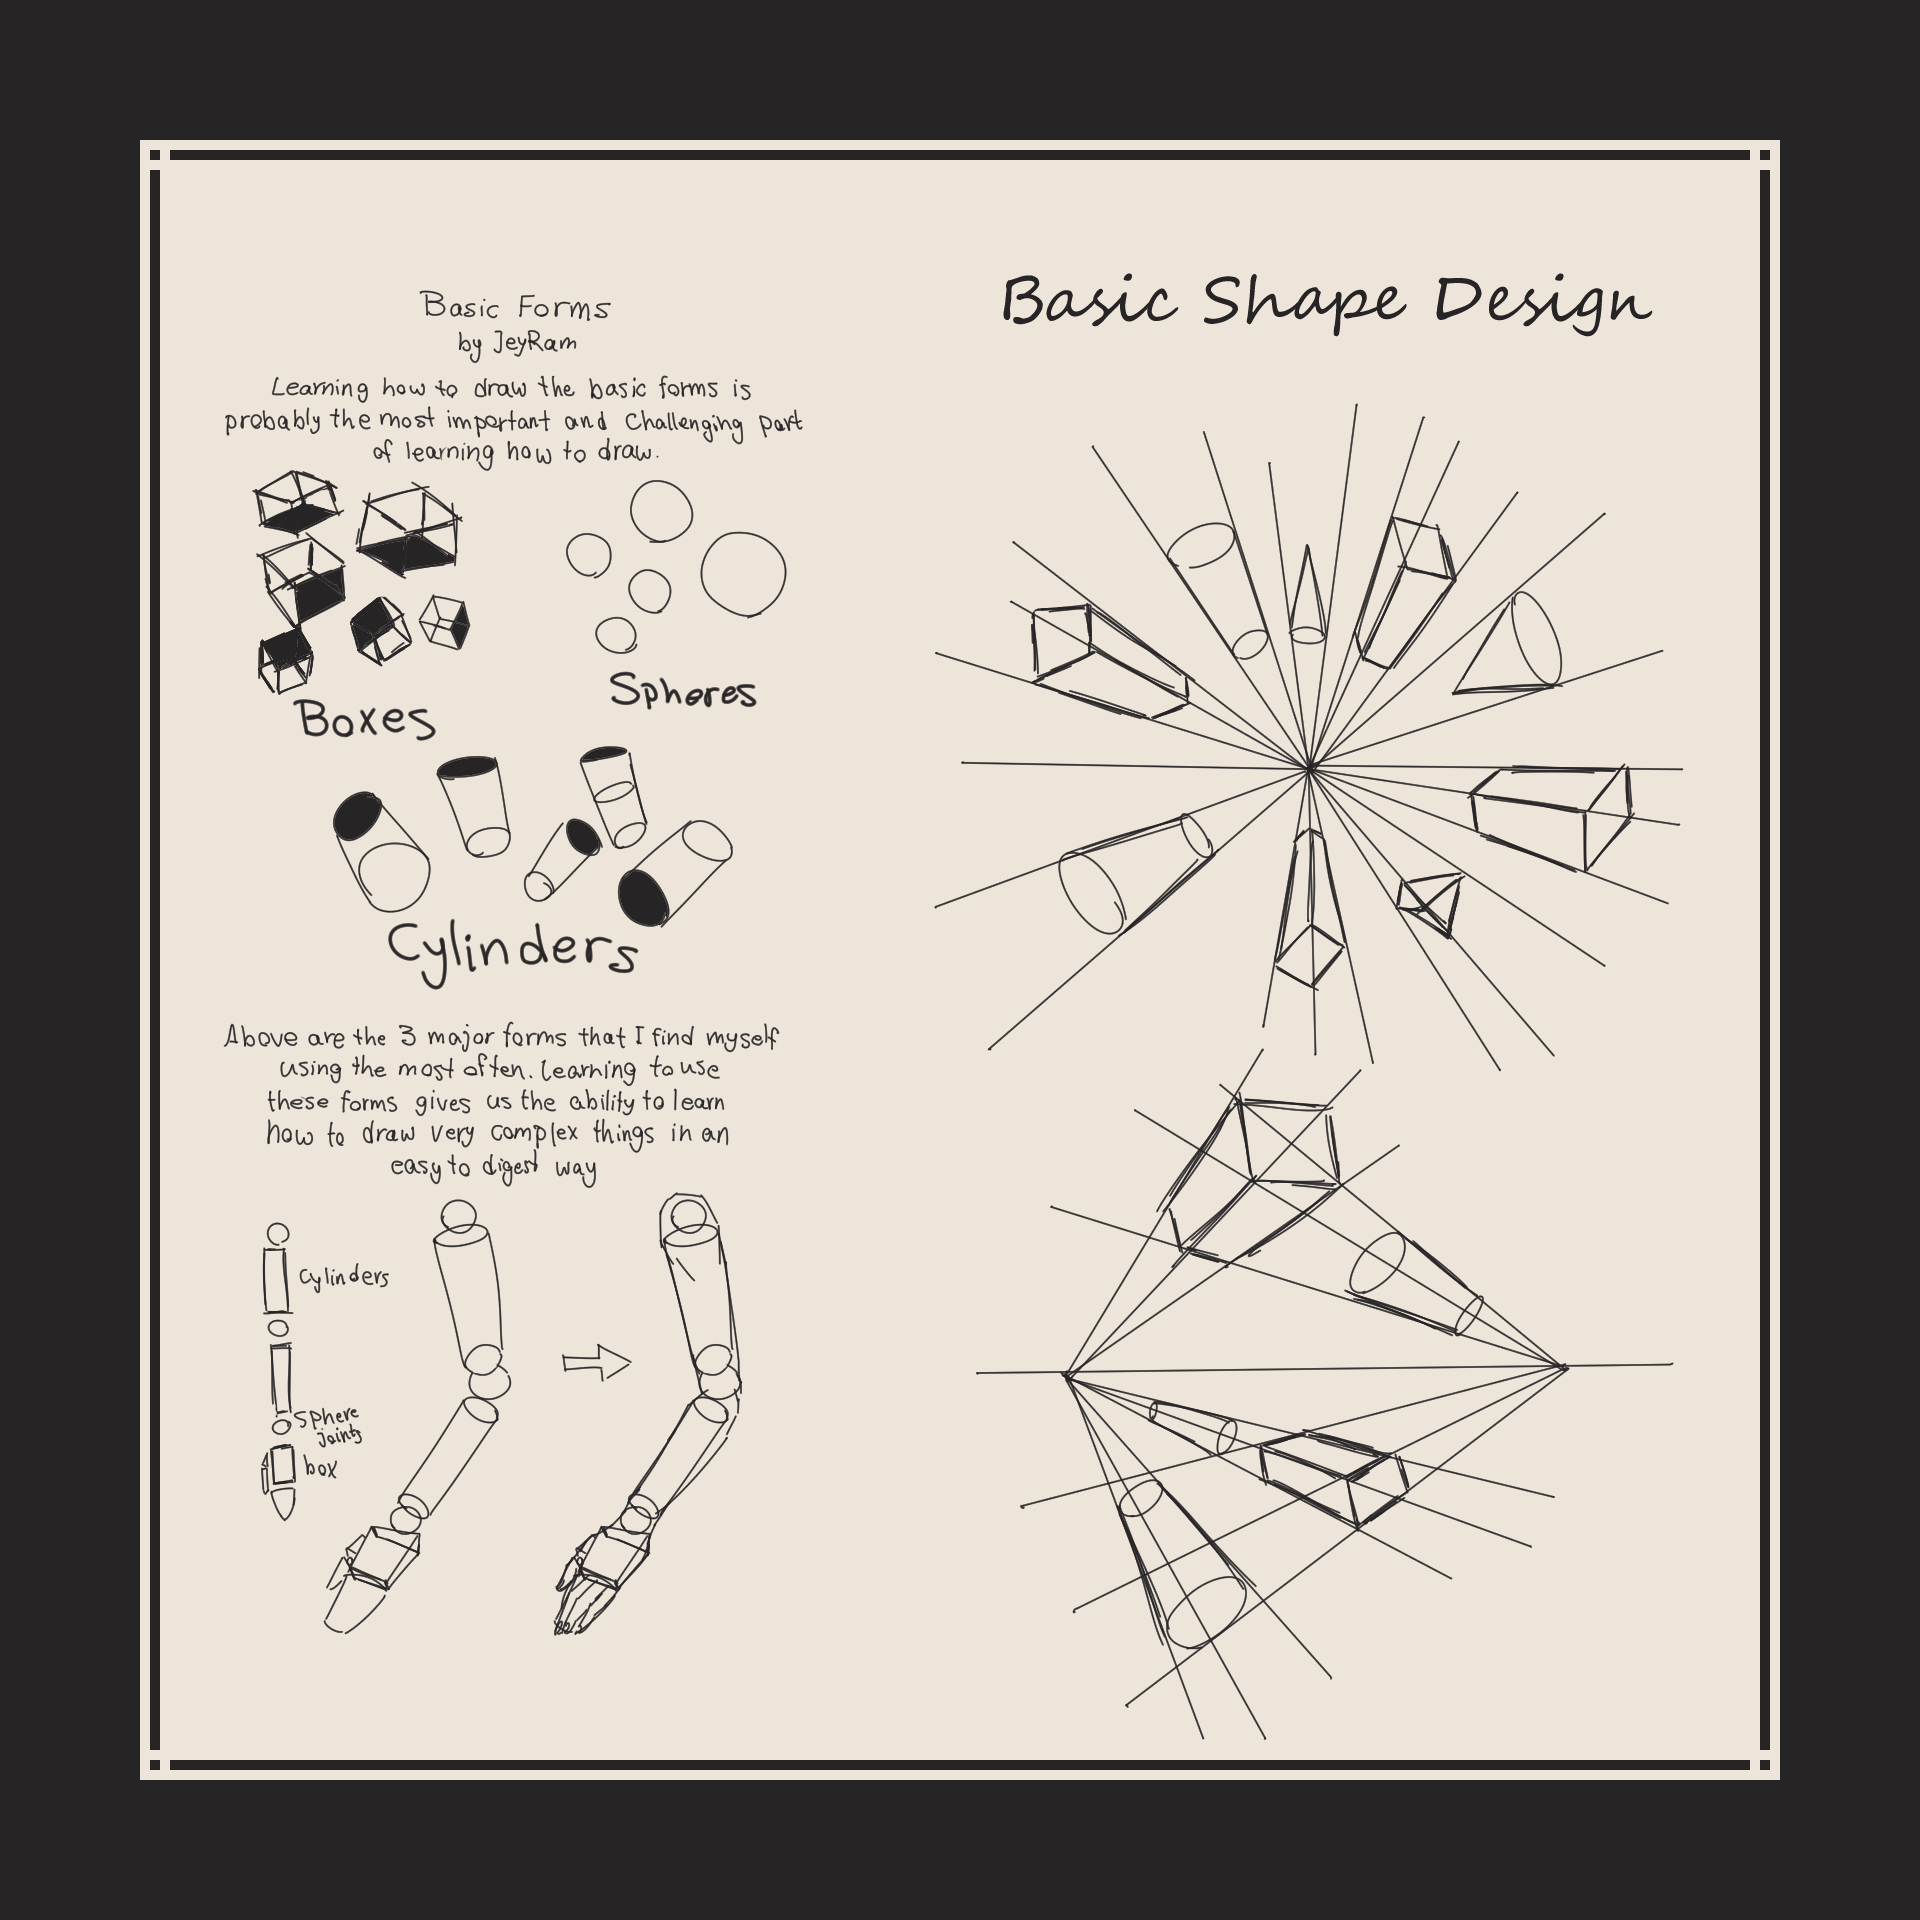 Basic Forms
by JeyRam
Learning how to draw the basic forms is
probably the most important and challenging part
of learning how to draw.
Boxes
Spheres
Cylinders
Above are the 3 major forms that I find myself
using the most often. learning to use
these forms gives us the ability to learn
how to draw very complex things in an
easy to digest way
Cylinders
Sphere
joints
box
Basic Shape Design